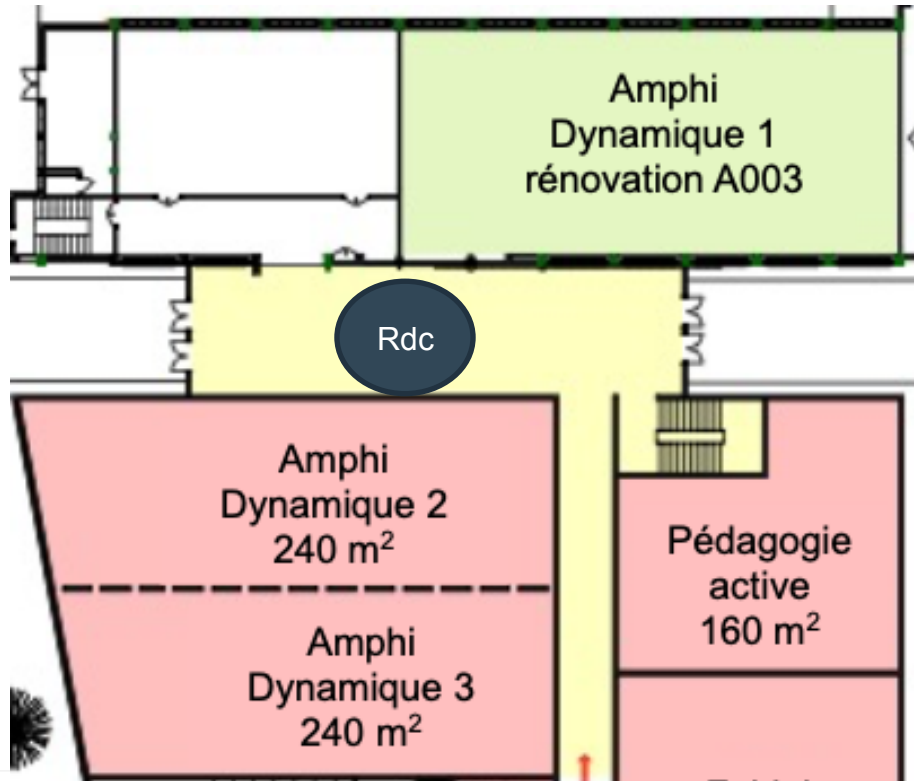 Amphi
Dynamique 1
rénovation A003
Rdc
Amphi
Dynamique 2
240 m²
Pédagogie
active
160 m²
Amphi
Dynamique 3
240 m²